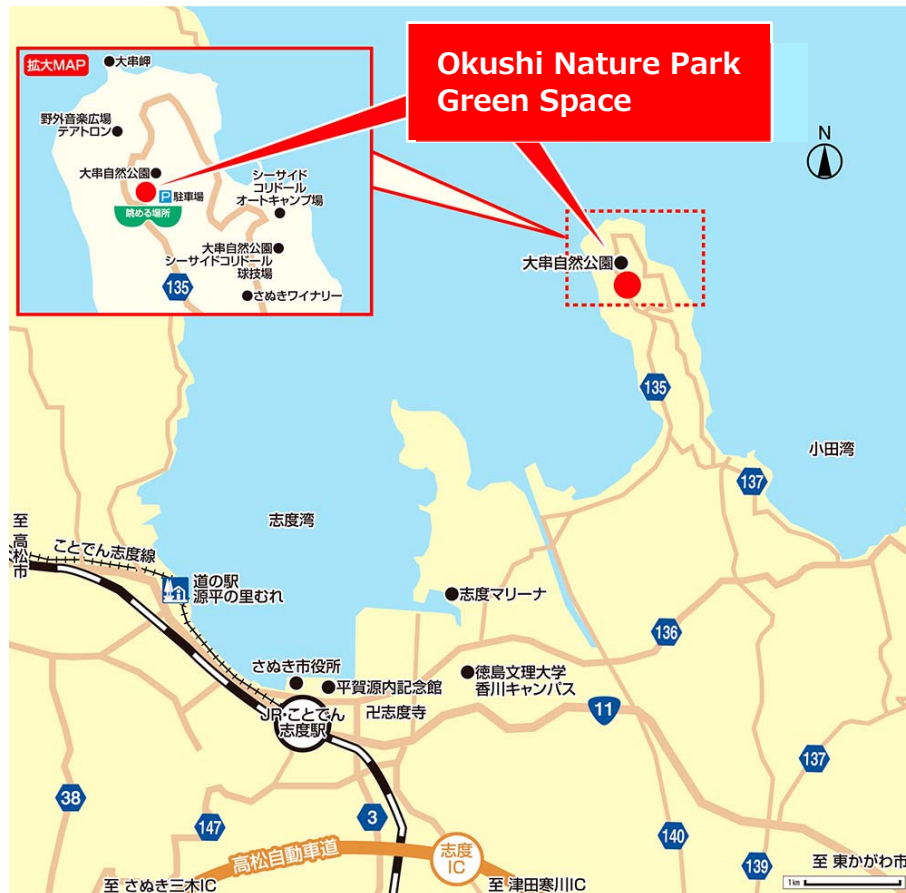 拡大MAP
大串岬
野外音楽広場
テアトロン
大串自然公園
P 駐車場
眺める場所
シーサイド
コリドール
オートキャンプ場
大串自然公園
シーサイドコリドール
球技場
さぬきワイナリー
135
Okushi Nature Park
Green Space
N
大串自然公園
135
小田湾
137
志度湾
至
高松市
ことでん志度線
道の駅
源平の里むれ
志度マリーナ
136
さぬき市役所
平賀源内記念館
卍志度寺
徳島文理大学
香川キャンパス
11
JR・ことでん
志度駅
137
38
147
3
140
139
高松自動車道
志度
IC
至 さぬき三木IC
至 津田寒川IC
至 東かがわ市
1km